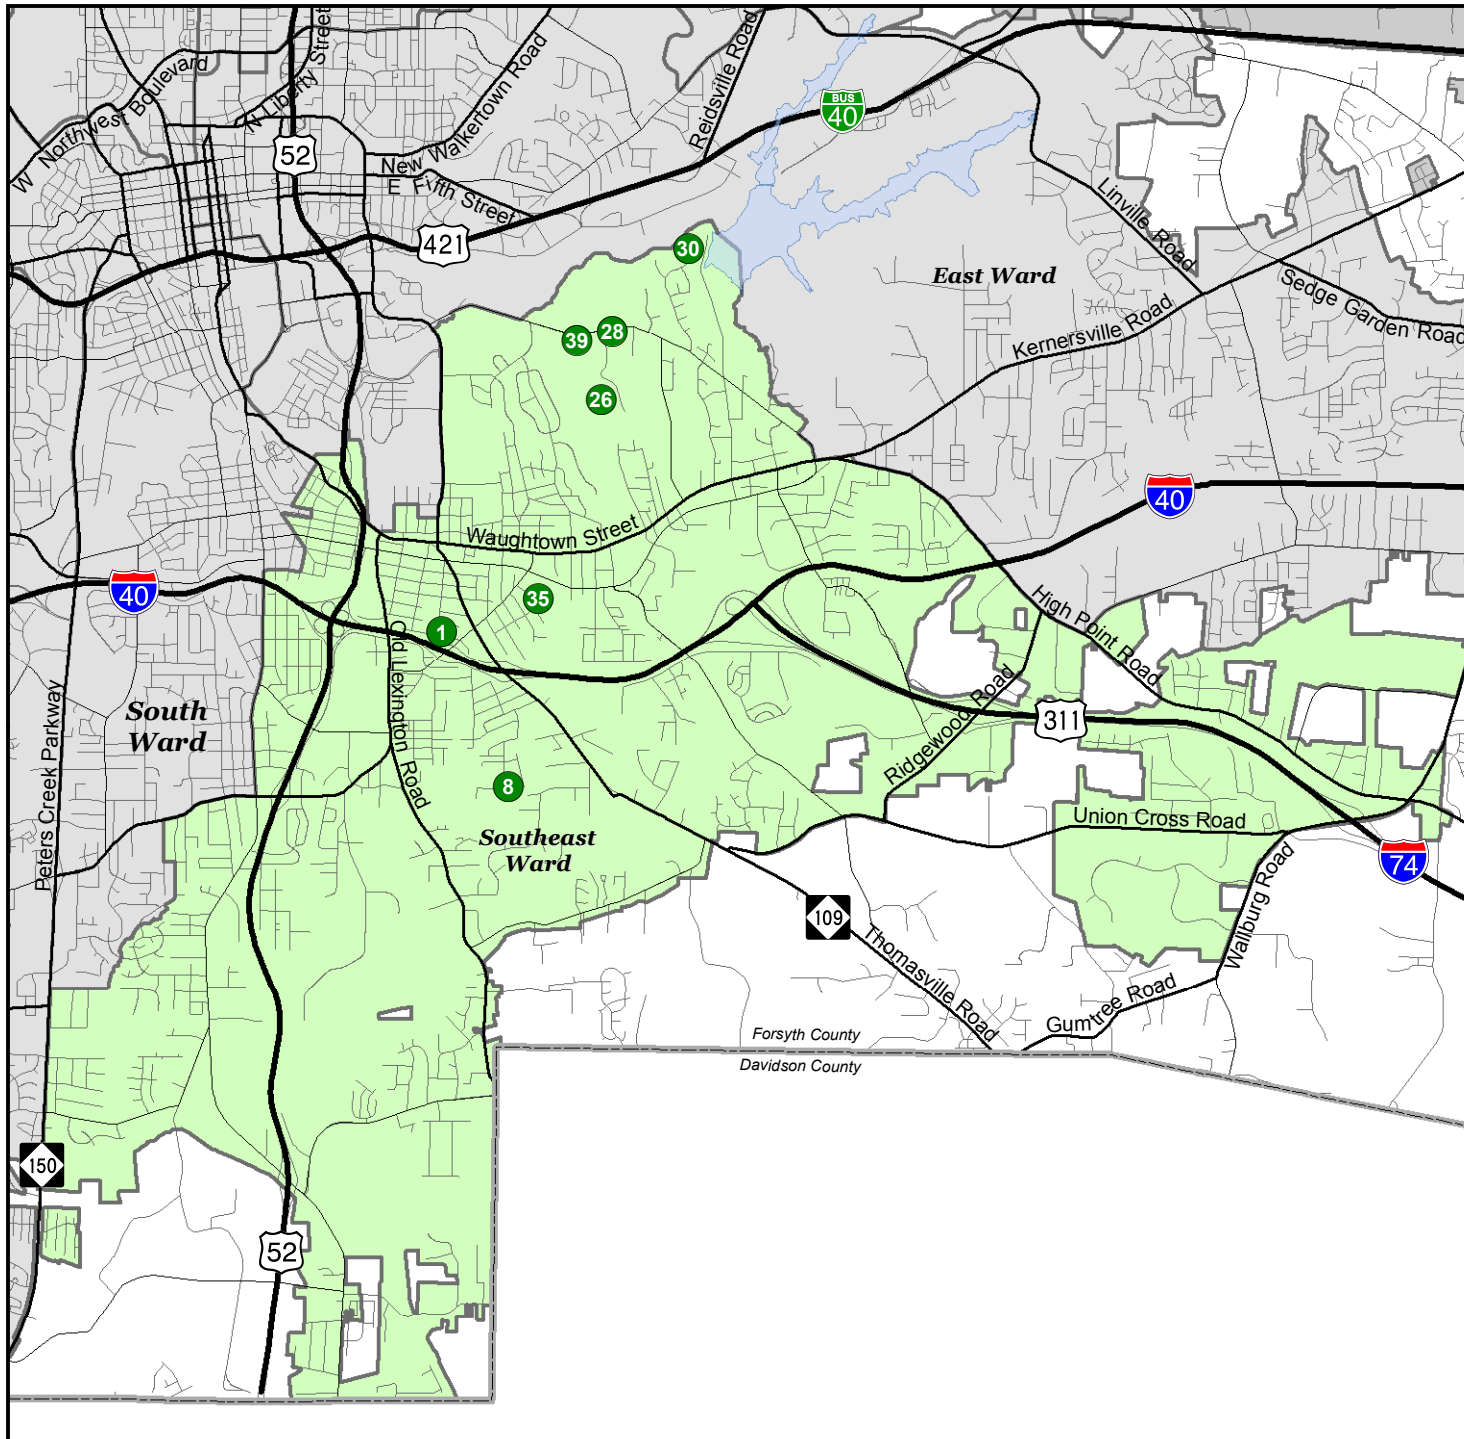 W Northwest Boulevard
N Liberty Street
52
New Walkertown Road
E Fifth Street
Reidsville Road
BUS
40
421
30
East Ward
Linville Road
Sedge Garden Road
Kernersville Road
39
28
26
40
Waughtown Street
40
35
1
High Point Road
Old Lexington Road
Ridgewood Road
311
South
Ward
Peters Creek Parkway
8
Southeast
Ward
Union Cross Road
74
Wallburg Road
109
Thomasville Road
Gumtree Road
Forsyth County
Davidson County
150
52